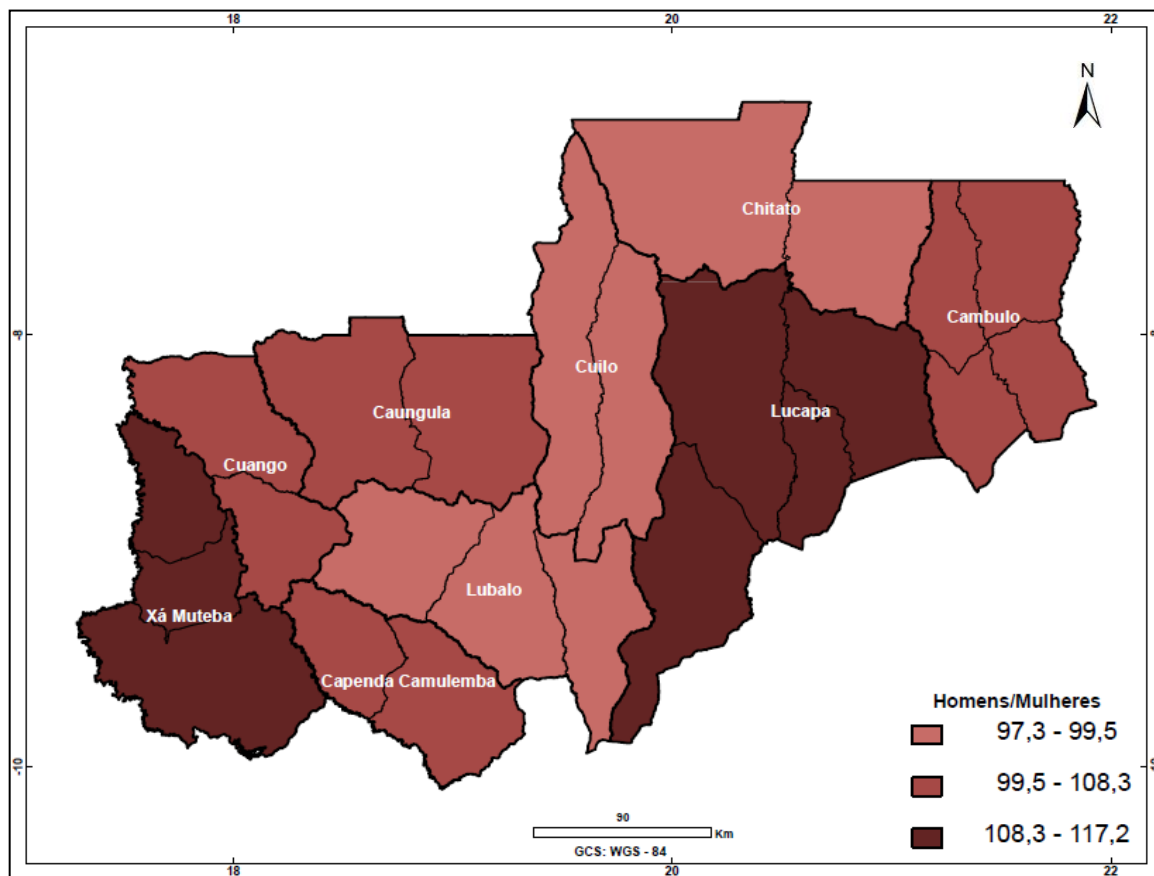 18 20 22
N
Chitato
-8
Cambulo
Cuilo
Caungula
Lucapa
Cuango
Lubalo
Xá Muteba
Capenda Camulemba
Homens/Mulheres
97,3 - 99,5
99,5 - 108,3
108,3 - 117,2
-10
90
Km
GCS: WGS - 84
18 20 22